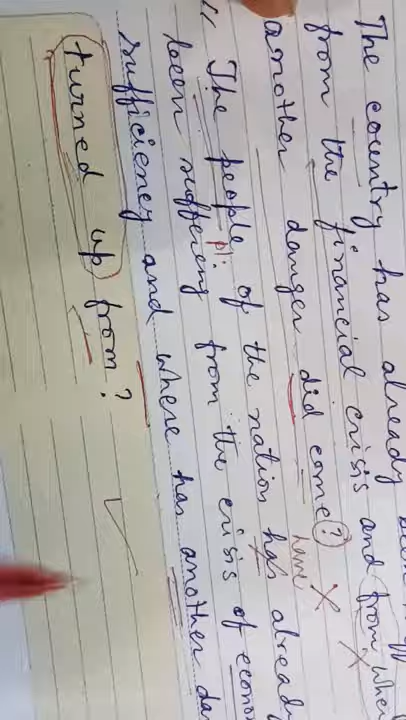 The country has already been
from the financial crisis and from where
another danger did come?
" The people of the nation has already
pl: have
been suffering from the crisis of econo
sufficiency and where has another da
turned up from?